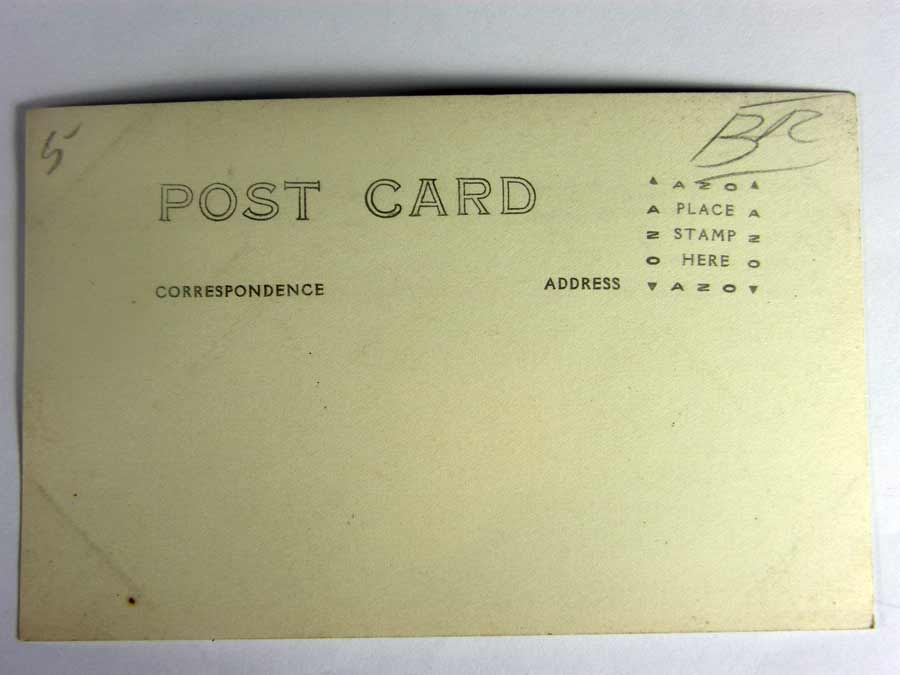 5
BR
POST CARD
▲ AZO ▲
A PLACE A
Z STAMP Z
O HERE O
▼ AZO ▼
CORRESPONDENCE
ADDRESS